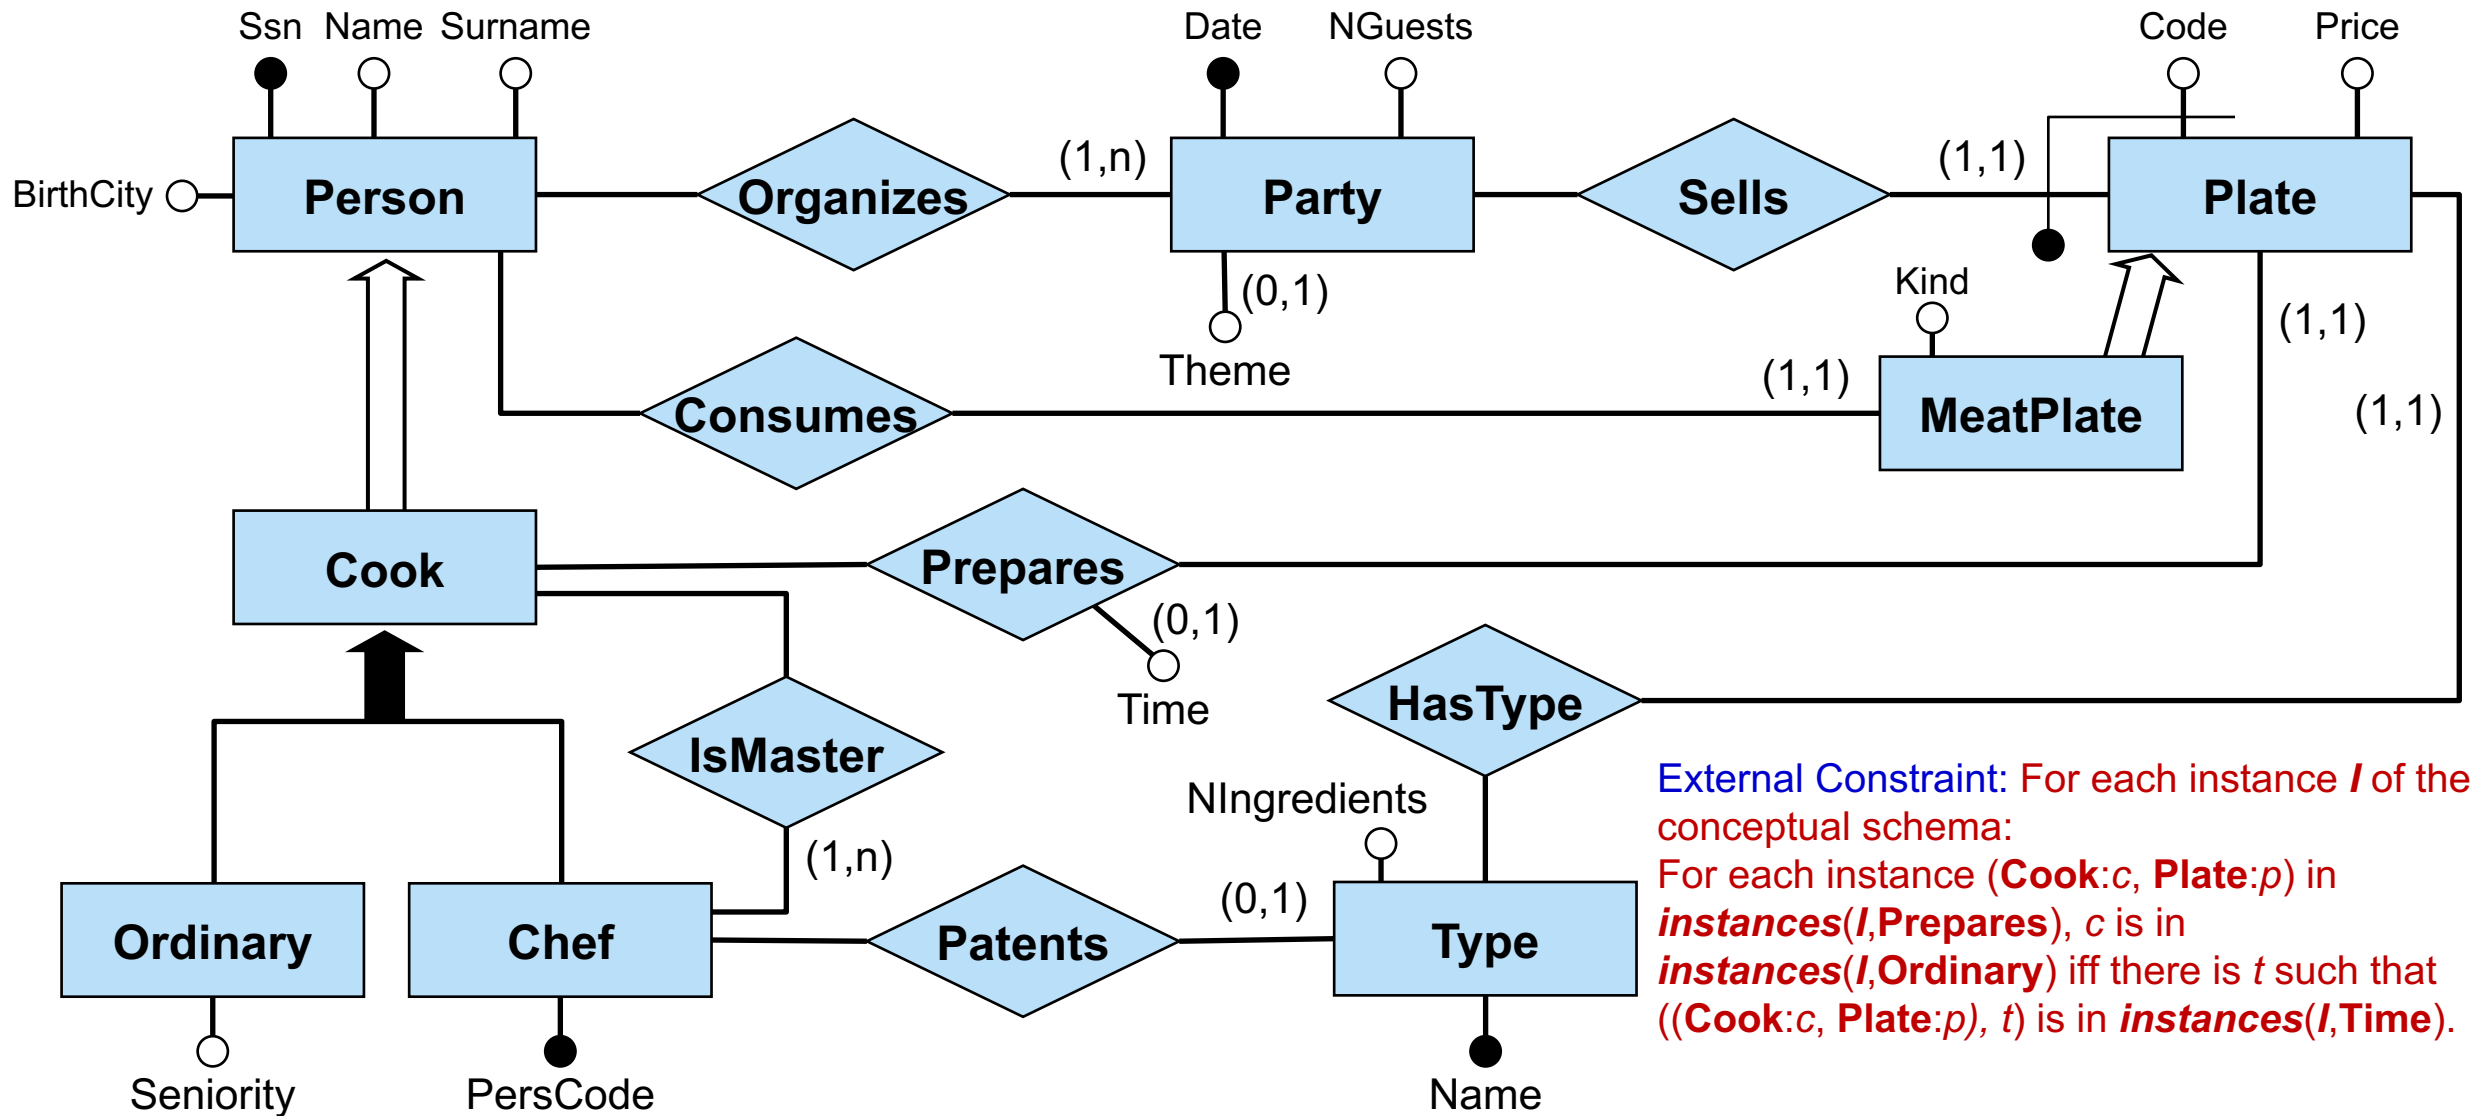 Ssn Name Surname Date NGuests Code Price
BirthCity Person Organizes (1,n) Party Sells (1,1) Plate
(0,1)
Theme
Kind
(1,1)
Consumes (1,1) MeatPlate (1,1)
Cook Prepares
(0,1)
Time
IsMaster HasType
(1,n)
NIngredients
Ordinary Chef Patents (0,1) Type
Seniority PersCode Name
External Constraint: For each instance I of the
conceptual schema:
For each instance (Cook:c, Plate:p) in
instances(I,Prepares), c is in
instances(I,Ordinary) iff there is t such that
((Cook:c, Plate:p), t) is in instances(I,Time).